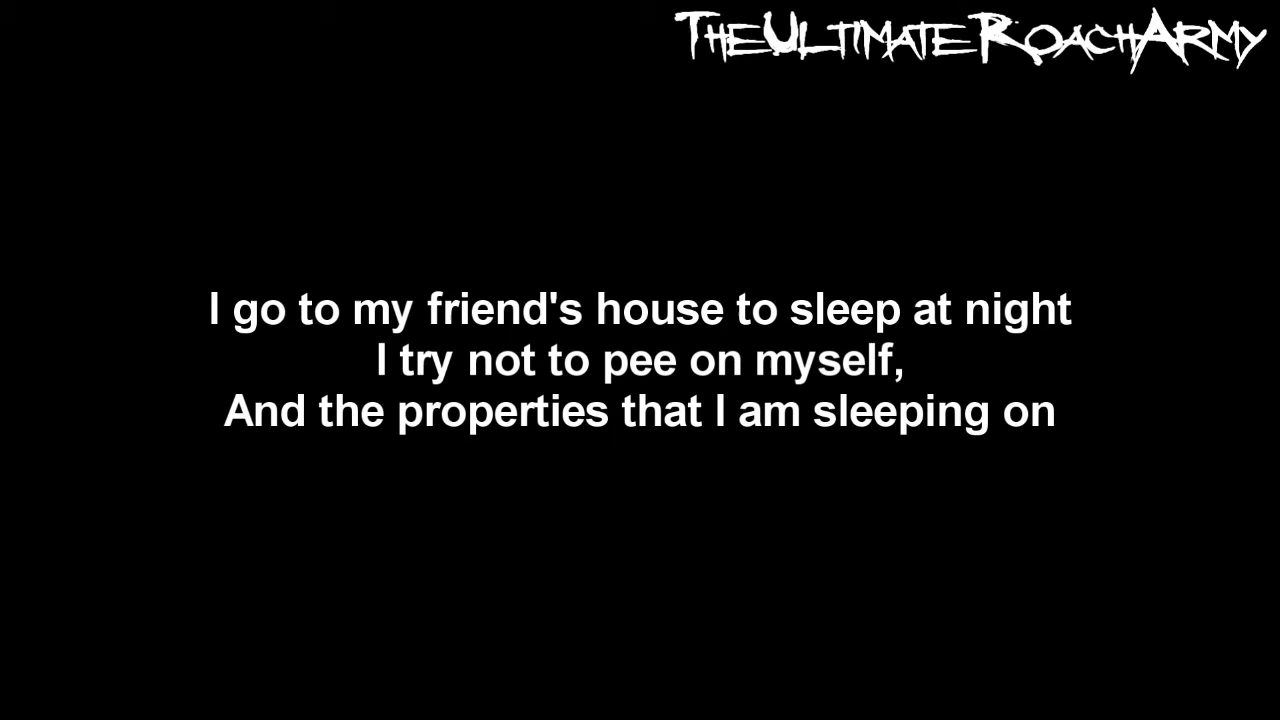 TheUltimateRoachArmy
I go to my friend's house to sleep at night
I try not to pee on myself,
And the properties that I am sleeping on